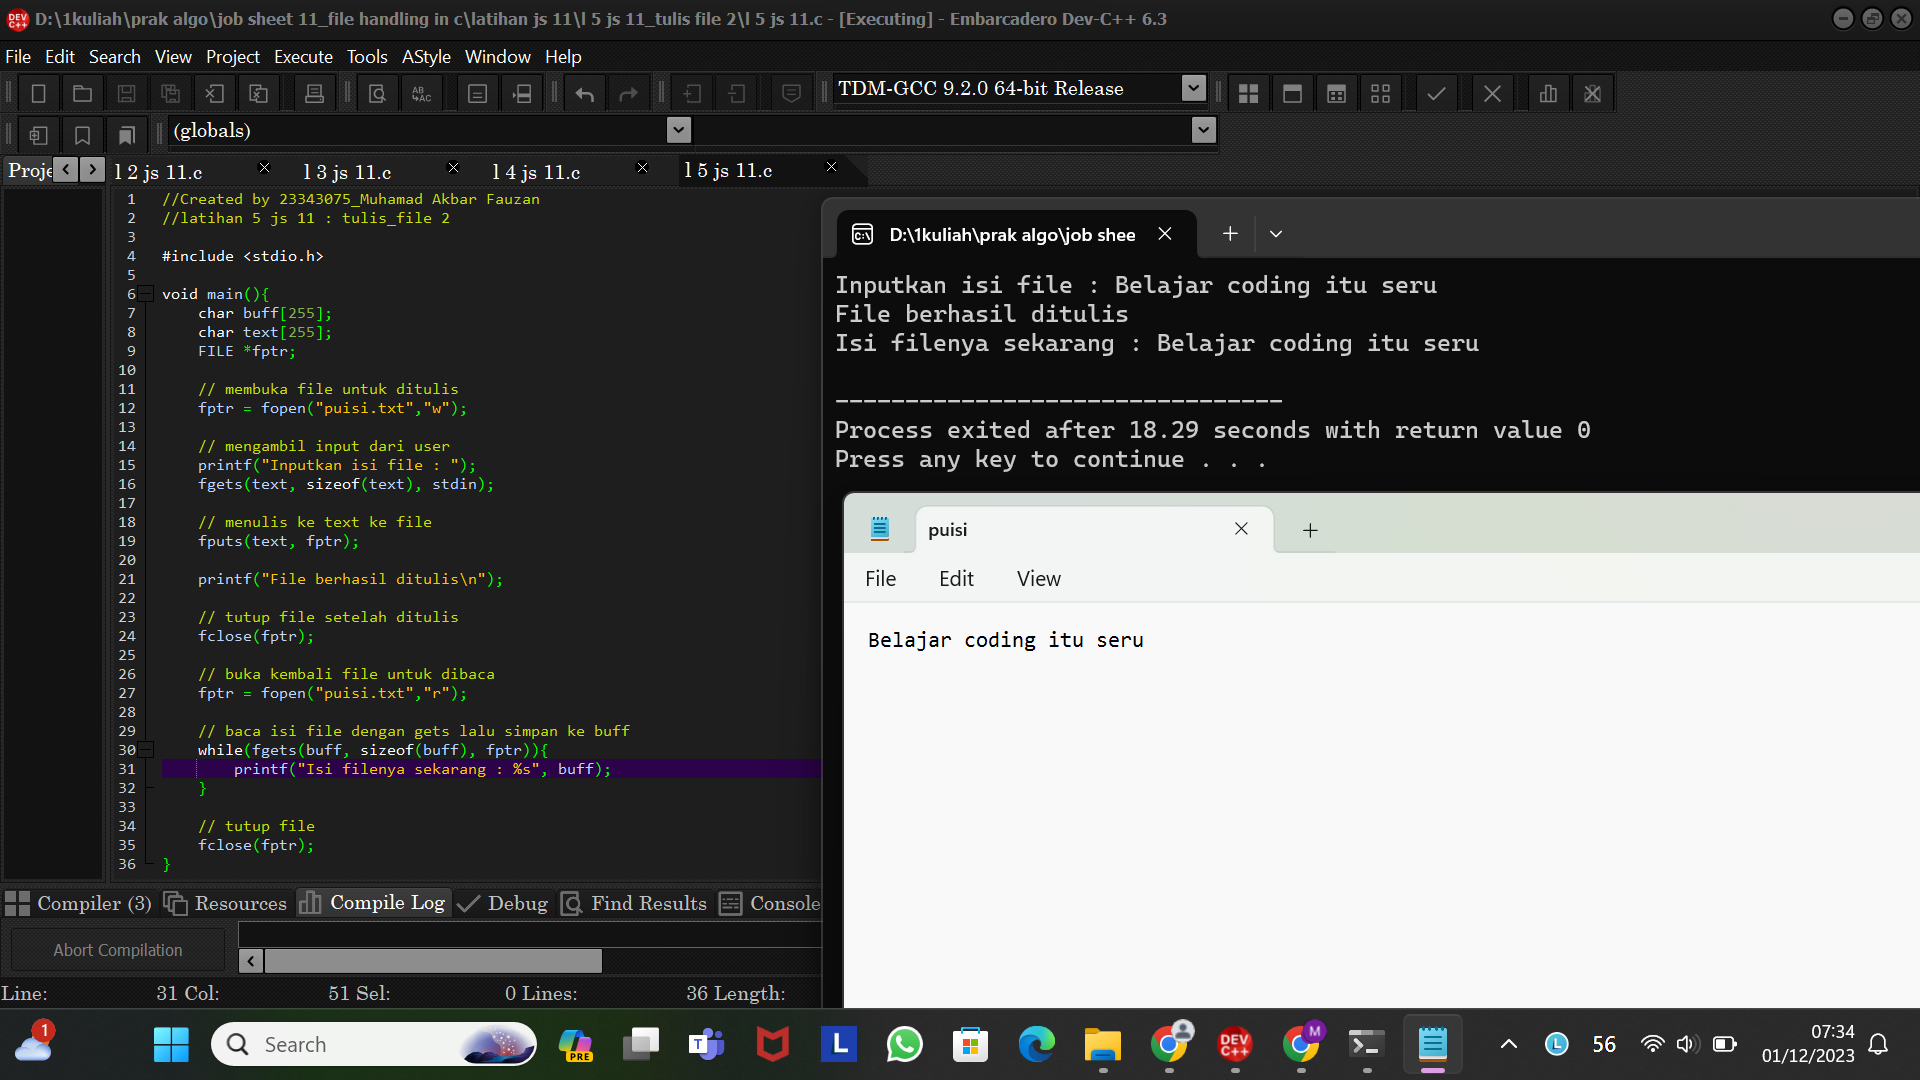 D:\1kuliah\prak algo\job sheet 11_file handling in c\latihan js 11\l 5 js 11_tulis file 2\l 5 js 11.c - [Executing] - Embarcadero Dev-C++ 6.3
File Edit Search View Project Execute Tools AStyle Window Help
TDM-GCC 9.2.0 64-bit Release
(globals)
Proje l 2 js 11.c l 3 js 11.c l 4 js 11.c l 5 js 11.c
1 //Created by 23343075_Muhamad Akbar Fauzan
2 //latihan 5 js 11 : tulis_file 2
3
4 #include <stdio.h>
5
6 void main(){
7 char buff[255];
8 char text[255];
9 FILE *fptr;
10
11 // membuka file untuk ditulis
12 fptr = fopen("puisi.txt","w");
13
14 // mengambil input dari user
15 printf("Inputkan isi file : ");
16 fgets(text, sizeof(text), stdin);
17
18 // menulis ke text ke file
19 fputs(text, fptr);
20
21 printf("File berhasil ditulis\n");
22
23 // tutup file setelah ditulis
24 fclose(fptr);
25
26 // buka kembali file untuk dibaca
27 fptr = fopen("puisi.txt","r");
28
29 // baca isi file dengan gets lalu simpan ke buff
30 while(fgets(buff, sizeof(buff), fptr)){
31 printf("Isi filenya sekarang : %s", buff);
32 }
33
34 // tutup file
35 fclose(fptr);
36 }
Compiler (3) Resources Compile Log Debug Find Results Console
Abort Compilation
Line: 31 Col: 51 Sel: 0 Lines: 36 Length:
D:\1kuliah\prak algo\job shee
Inputkan isi file : Belajar coding itu seru
File berhasil ditulis
Isi filenya sekarang : Belajar coding itu seru
--------------------------------
Process exited after 18.29 seconds with return value 0
Press any key to continue . . .
puisi
File Edit View
Belajar coding itu seru
1
Search
PRE
T
L
DEV C++
M
L
56
07:34
01/12/2023